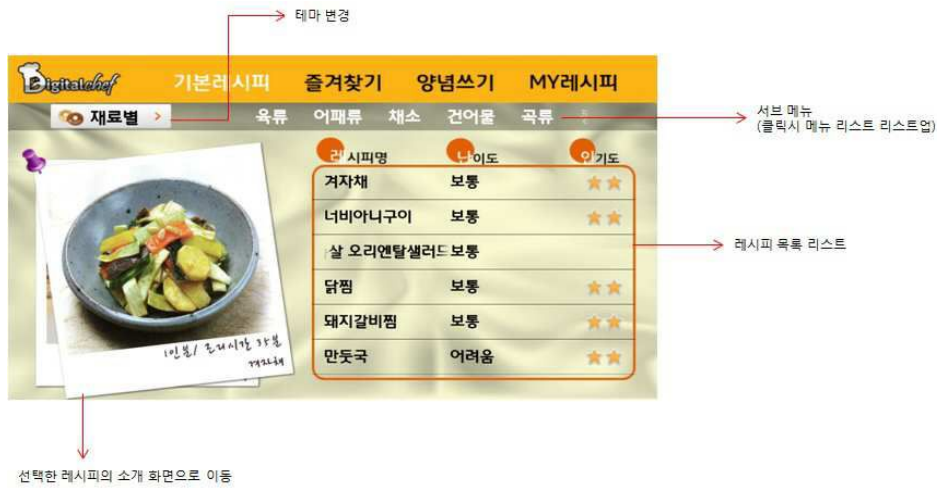 테마 변경
Digitalchef 기본레시피 즐겨찾기 양념쓰기 MY레시피
재료별 > 육류 어패류 채소 건어물 곡류
서브 메뉴
(클릭시 메뉴 리스트 리스트업)
레시피명 난이도 인기도
겨자채 보통
너비아니구이 보통
살 오리엔탈샐러드 보통
레시피 목록 리스트
닭찜 보통
돼지갈비찜 보통
만둣국 어려움
1인분/ 조리시간 35분
겨자채
선택한 레시피의 소개 화면으로 이동